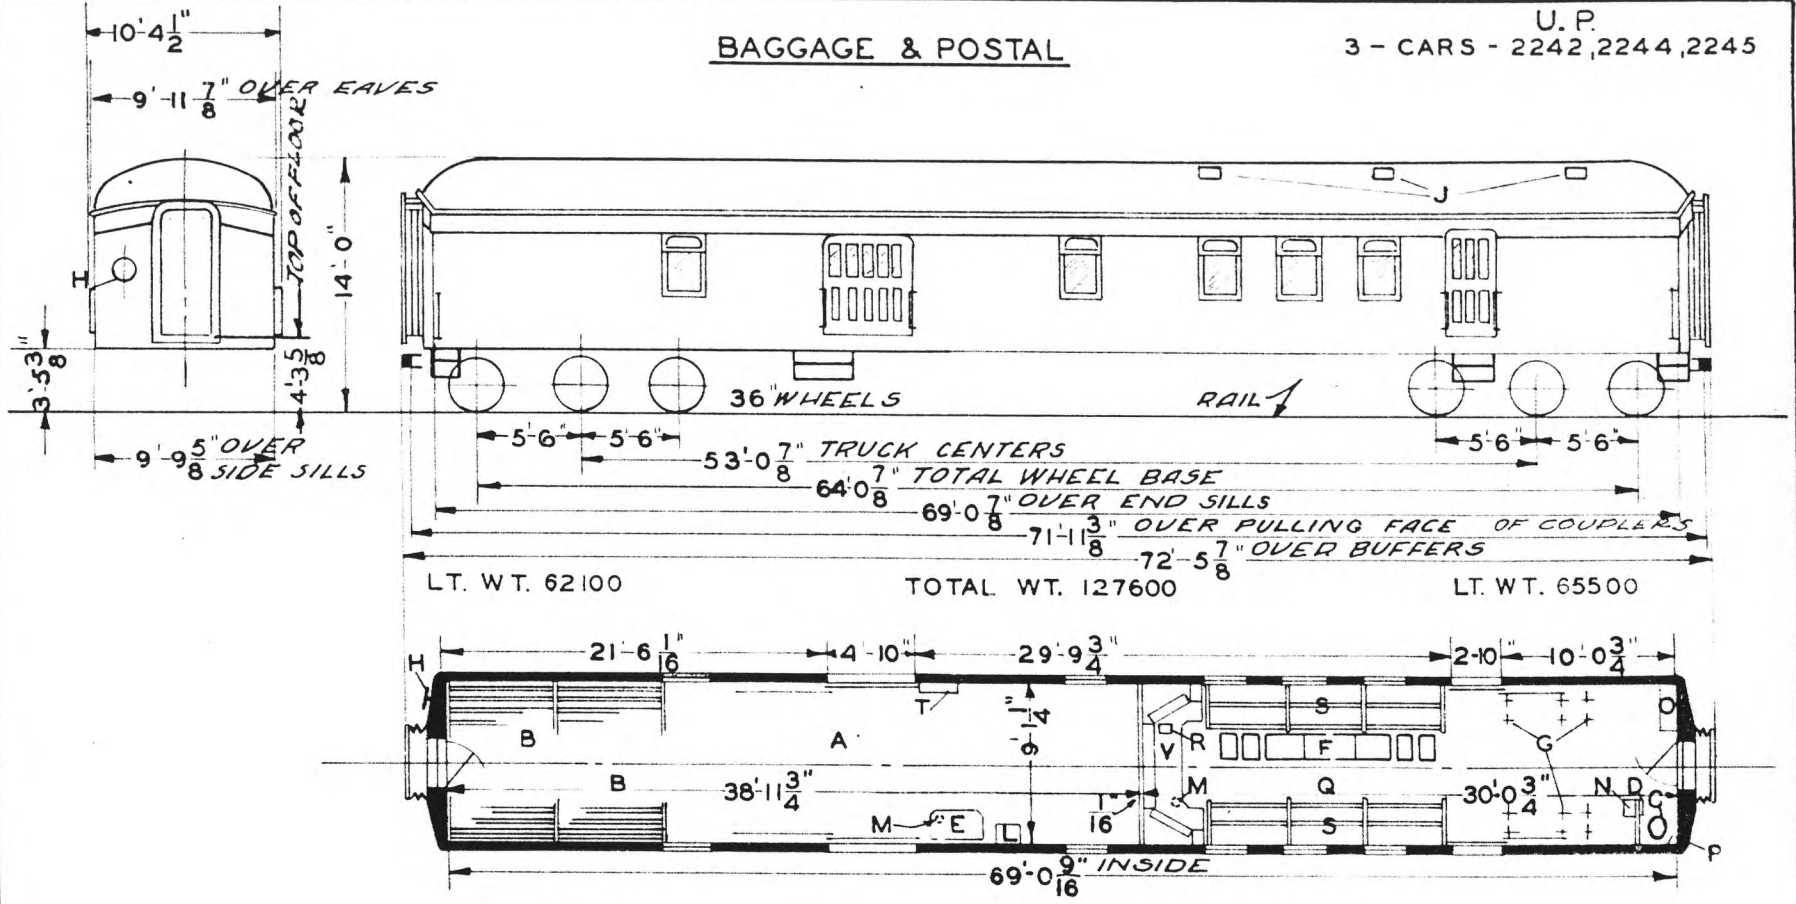 U. P.
BAGGAGE & POSTAL
3 - CARS - 2242, 2244, 2245
10'-4 1/2"
9'-11 7/8" OVER EAVES
TOP OF FLOOR
14'-0"
H
J
3'-5 3/8"
4'-3 5/8"
36" WHEELS
RAIL
9'-9 5/8" OVER
SIDE SILLS
5'-6" 5'-6"
5'-6" 5'-6"
53'-0 7/8" TRUCK CENTERS
64'-0 7/8" TOTAL WHEEL BASE
69'-0 7/8" OVER END SILLS
71'-11 3/8" OVER PULLING FACE OF COUPLERS
72'-5 7/8" OVER BUFFERS
LT. WT. 62100 TOTAL WT. 127600 LT. WT. 65500
21'-6 1/16" 4'-10" 29'-9 3/4" 2-10" 10'-0 3/4"
H
T
9'-1 1/4"
S
O
B A V R F G
B 38'-11 3/4" M Q 30'-0 3/4" N D C
1/16"
M E L S O
P
69'-0 9/16" INSIDE